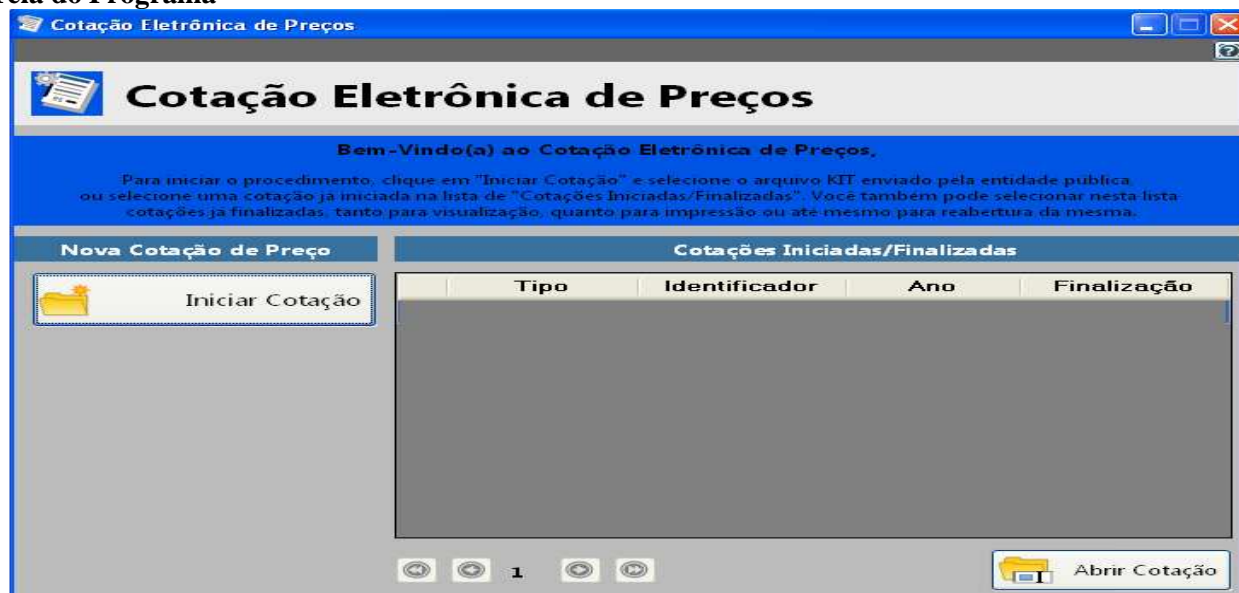 do Programa
Cotação Eletrônica de Preços
Cotação Eletrônica de Preços
Bem-Vindo(a) ao Cotação Eletrônica de Preços,
Para iniciar o procedimento, clique em "Iniciar Cotação" e selecione o arquivo KIT enviado pela entidade pública,
ou selecione uma cotação já iniciada na lista de "Cotações Iniciadas/Finalizadas". Você também pode selecionar nesta lista
cotações já finalizadas, tanto para visualização, quanto para impressão ou até mesmo para reabertura da mesma.
Nova Cotação de Preço
Cotações Iniciadas/Finalizadas
Iniciar Cotação
Tipo Identificador Ano Finalização
1
Abrir Cotação